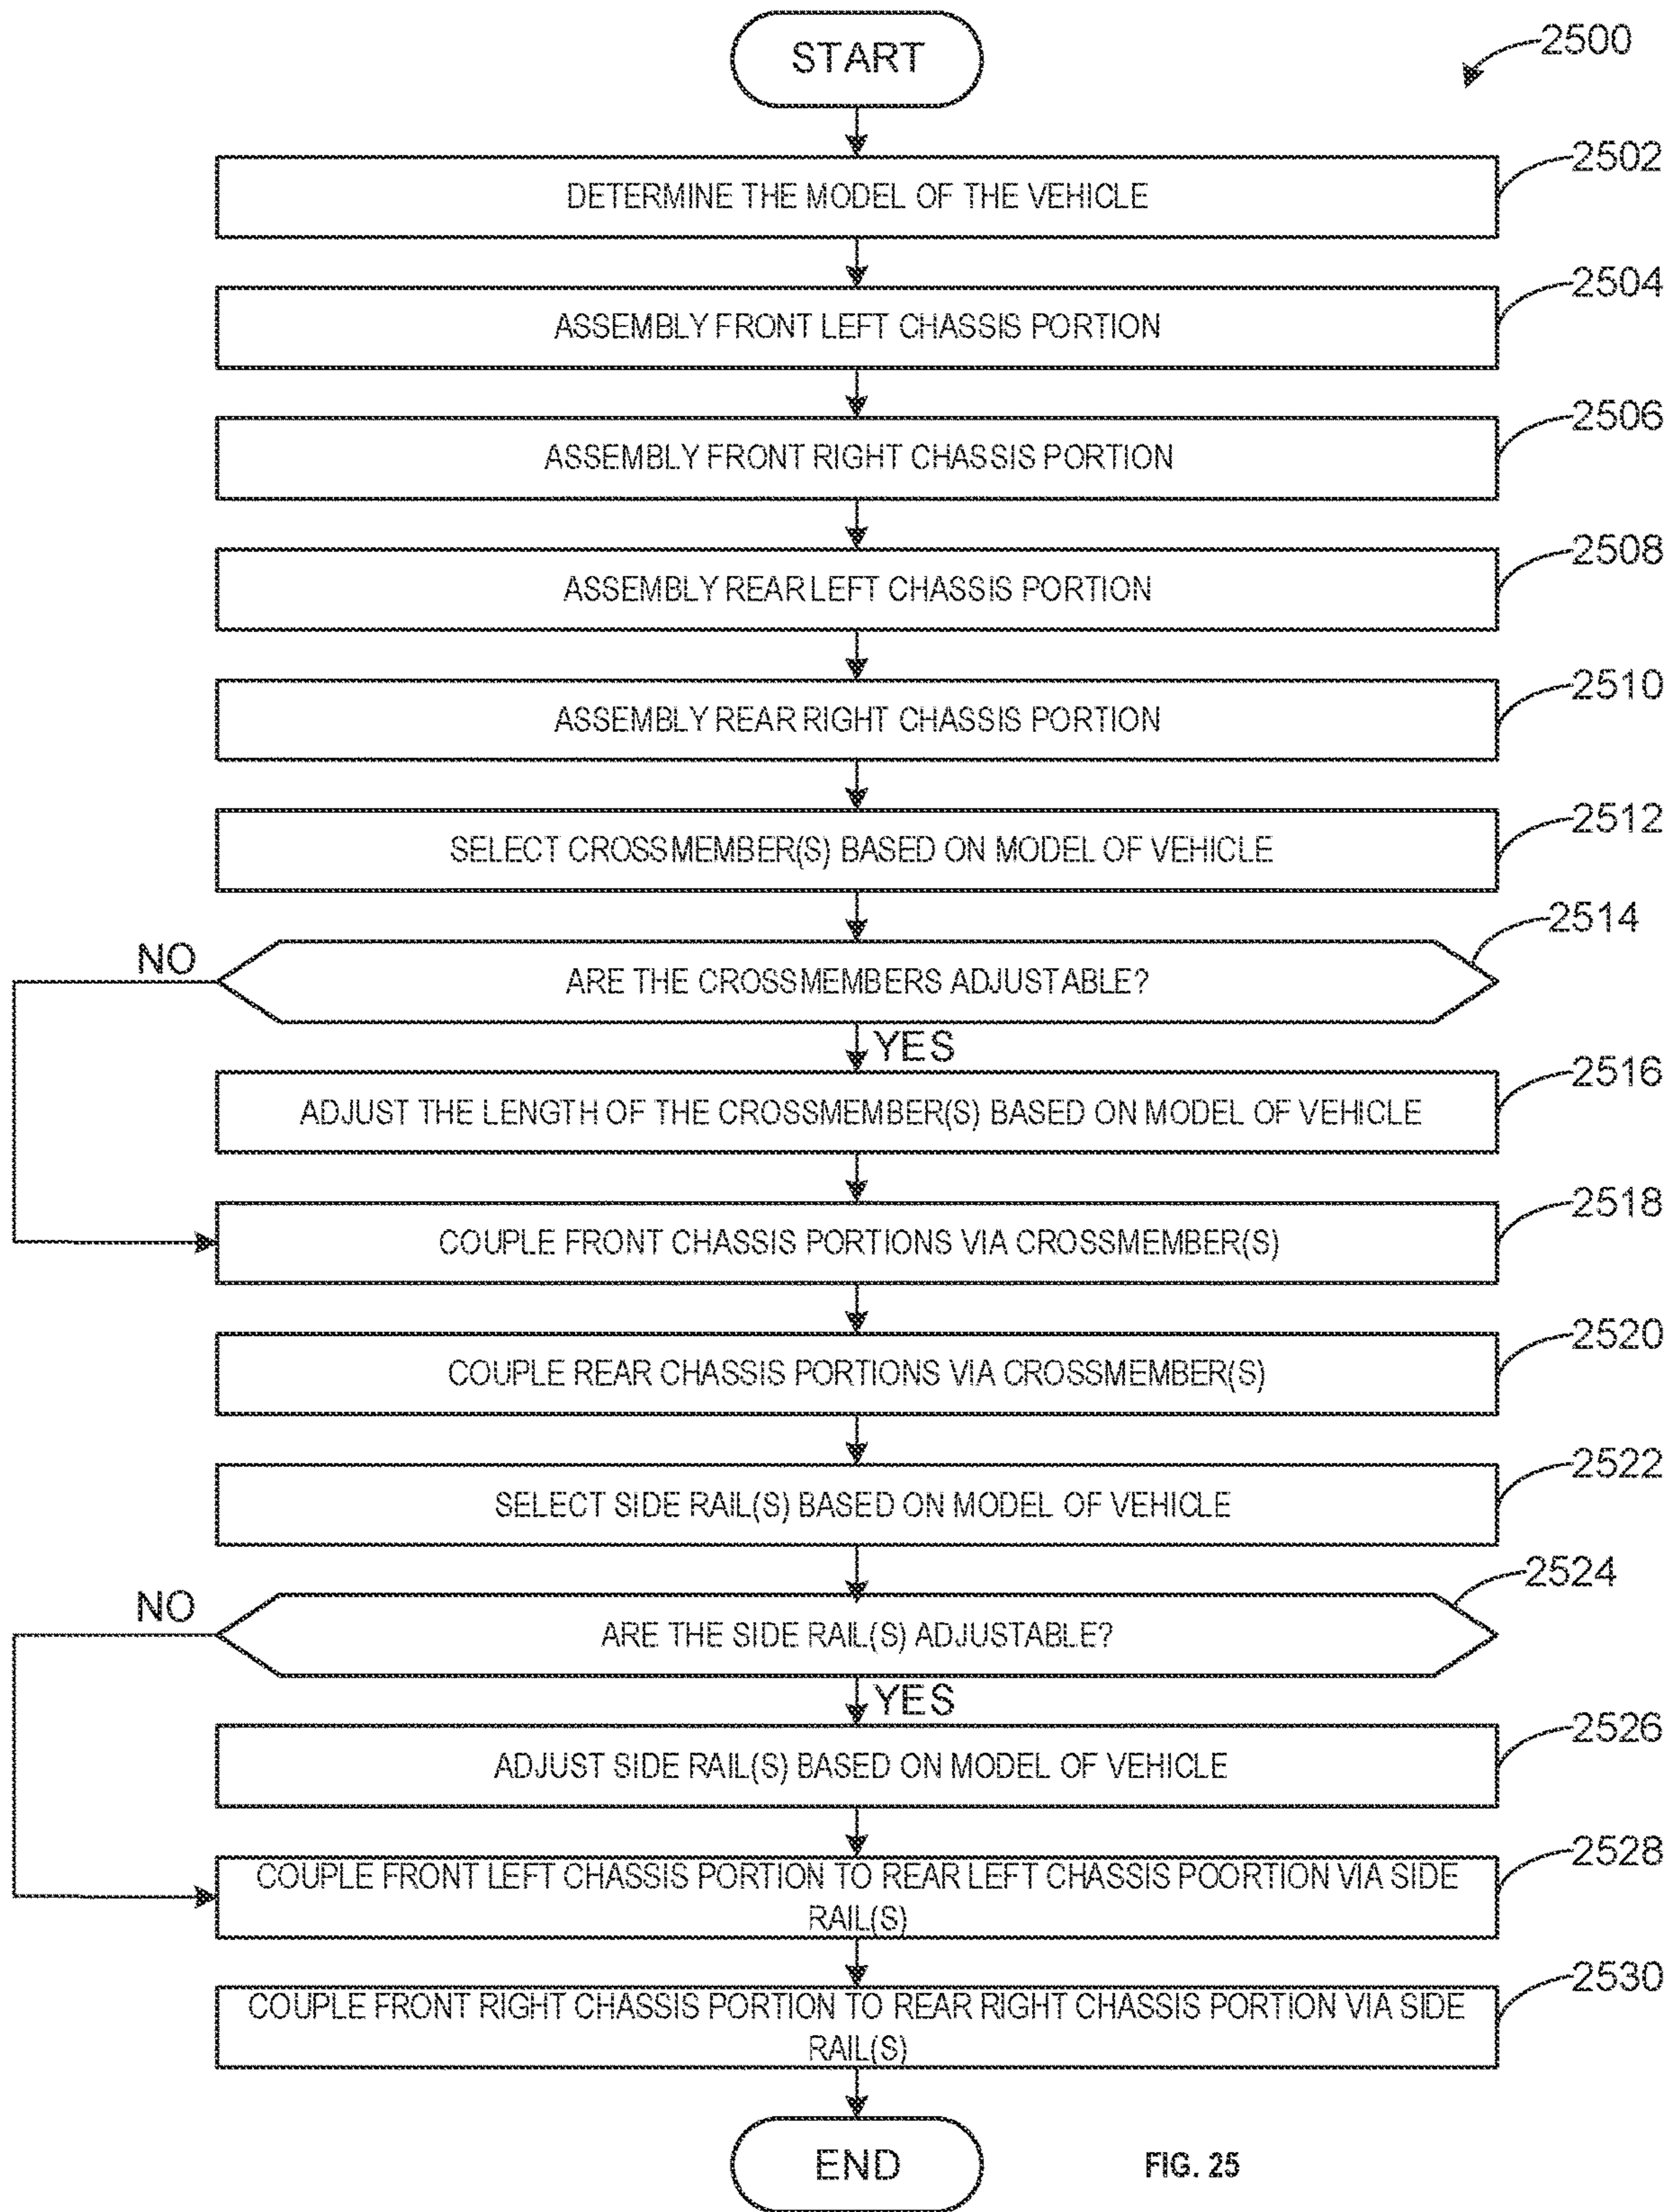 START
2500
2502
DETERMINE THE MODEL OF THE VEHICLE
2504
ASSEMBLY FRONT LEFT CHASSIS PORTION
2506
ASSEMBLY FRONT RIGHT CHASSIS PORTION
2508
ASSEMBLY REAR LEFT CHASSIS PORTION
2510
ASSEMBLY REAR RIGHT CHASSIS PORTION
2512
SELECT CROSSMEMBER(S) BASED ON MODEL OF VEHICLE
2514
NO
ARE THE CROSSMEMBERS ADJUSTABLE?
YES
2516
ADJUST THE LENGTH OF THE CROSSMEMBER(S) BASED ON MODEL OF VEHICLE
2518
COUPLE FRONT CHASSIS PORTIONS VIA CROSSMEMBER(S)
2520
COUPLE REAR CHASSIS PORTIONS VIA CROSSMEMBER(S)
2522
SELECT SIDE RAIL(S) BASED ON MODEL OF VEHICLE
2524
NO
ARE THE SIDE RAIL(S) ADJUSTABLE?
YES
2526
ADJUST SIDE RAIL(S) BASED ON MODEL OF VEHICLE
2528
COUPLE FRONT LEFT CHASSIS PORTION TO REAR LEFT CHASSIS POORTION VIA SIDE
RAIL(S)
2530
COUPLE FRONT RIGHT CHASSIS PORTION TO REAR RIGHT CHASSIS PORTION VIA SIDE
RAIL(S)
END
FIG. 25